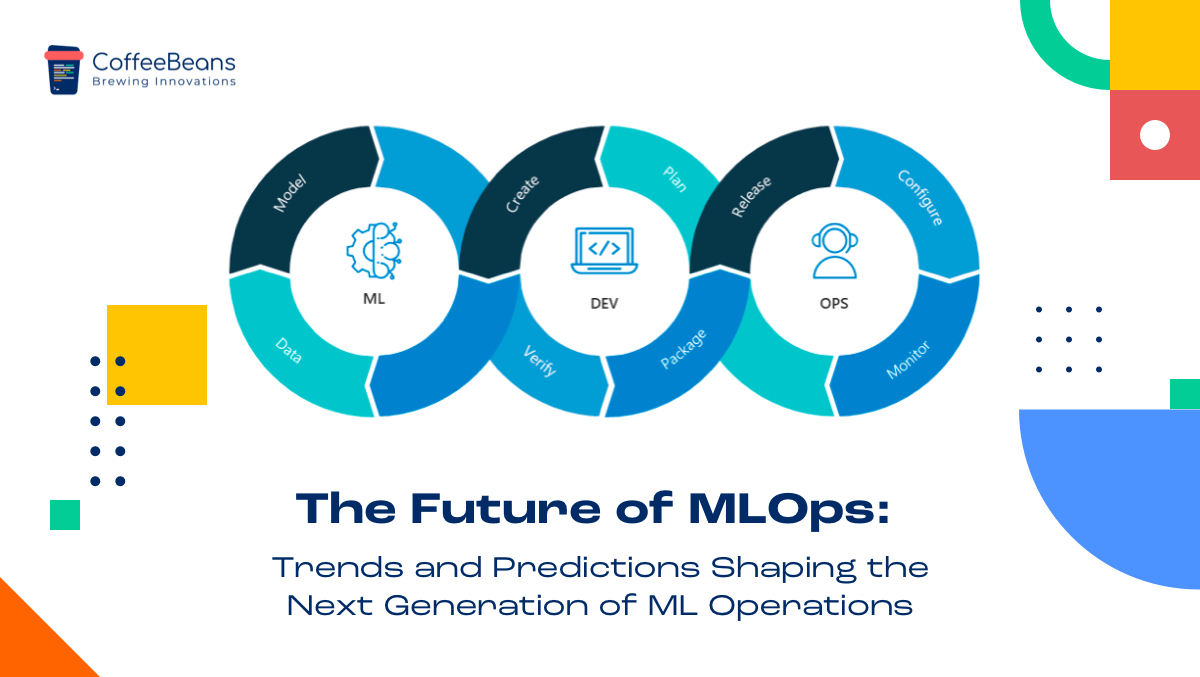 CoffeeBeans
Brewing Innovations
Model
Data
ML
Create
Plan
Verify
Package
DEV
Release
Configure
Monitor
OPS
</>
The Future of MLOps:
Trends and Predictions Shaping the
Next Generation of ML Operations